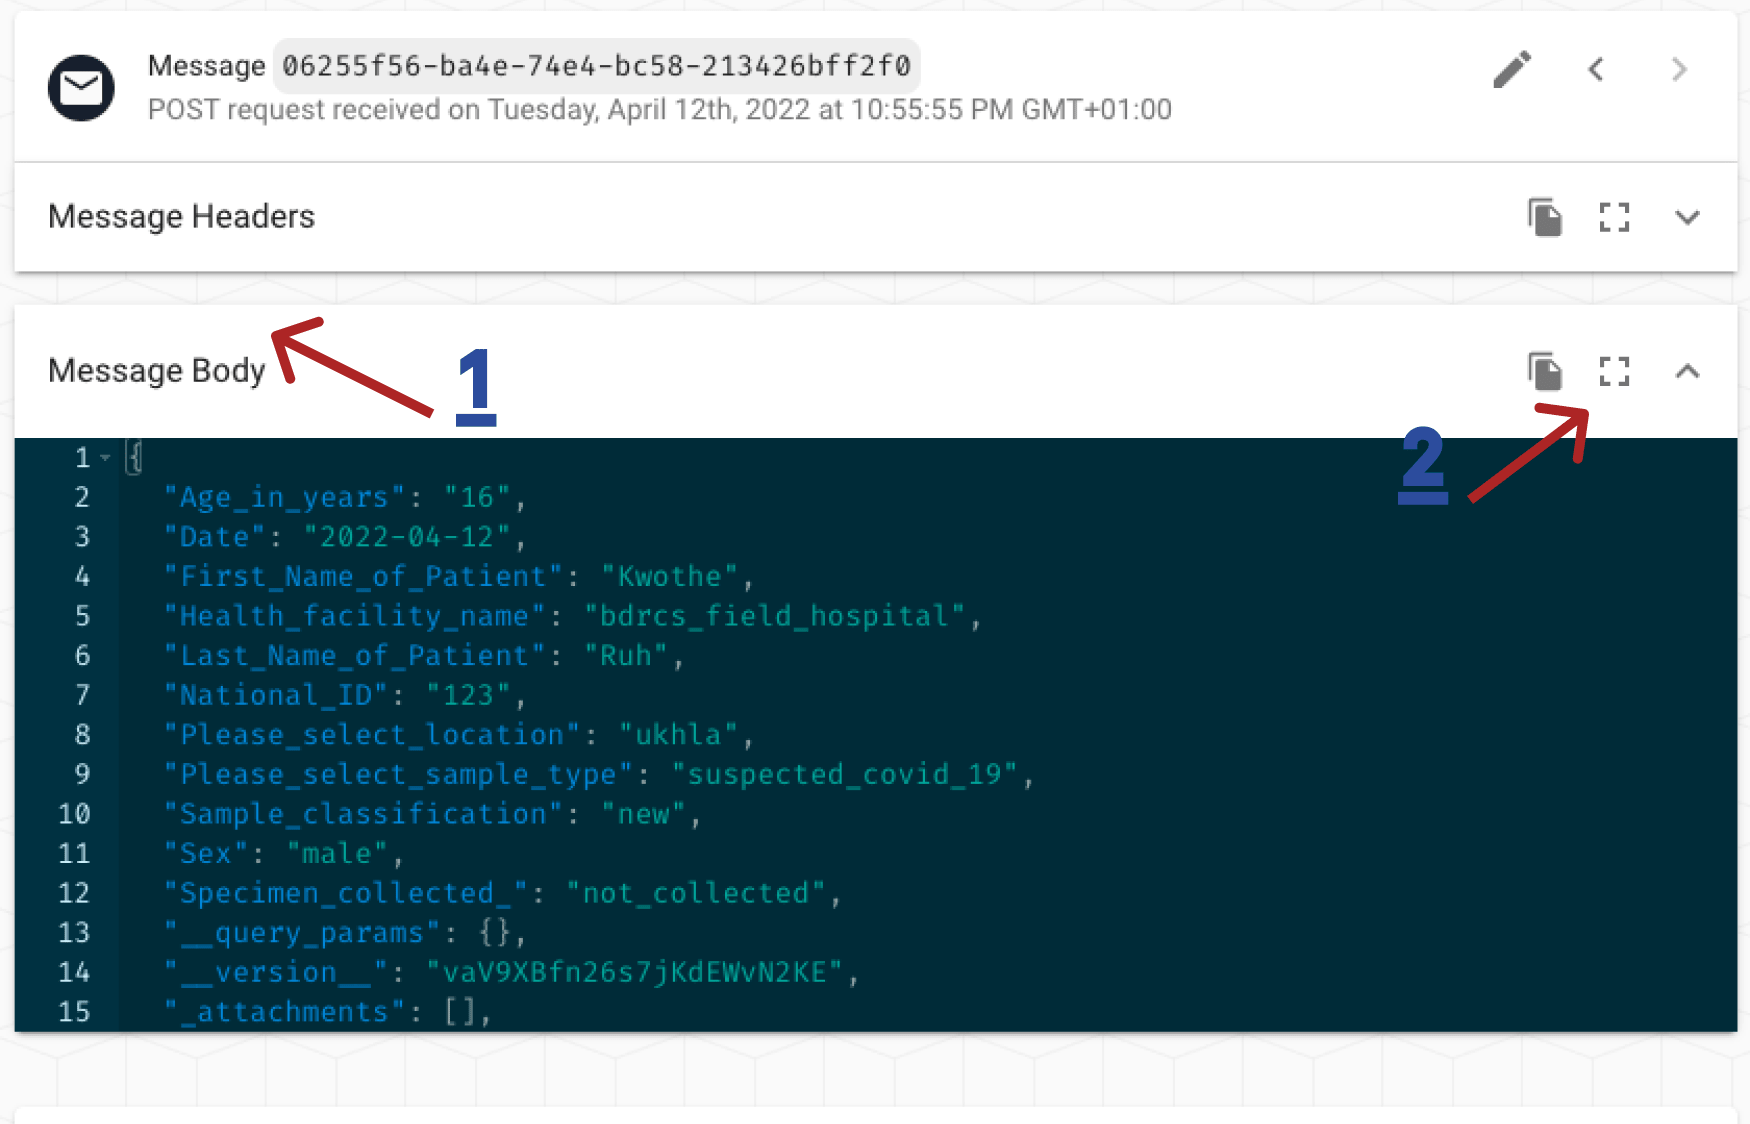 Message 06255f56-ba4e-74e4-bc58-213426bff2f0
POST request received on Tuesday, April 12th, 2022 at 10:55:55 PM GMT+01:00
Message Headers
Message Body
1
2
1 {
2 "Age_in_years": "16",
3 "Date": "2022-04-12",
4 "First_Name_of_Patient": "Kwothe",
5 "Health_facility_name": "bdrcs_field_hospital",
6 "Last_Name_of_Patient": "Ruh",
7 "National_ID": "123",
8 "Please_select_location": "ukhla",
9 "Please_select_sample_type": "suspected_covid_19",
10 "Sample_classification": "new",
11 "Sex": "male",
12 "Specimen_collected_": "not_collected",
13 "__query_params": {},
14 "__version__": "vaV9XBfn26s7jKdEWvN2KE",
15 "_attachments": [],